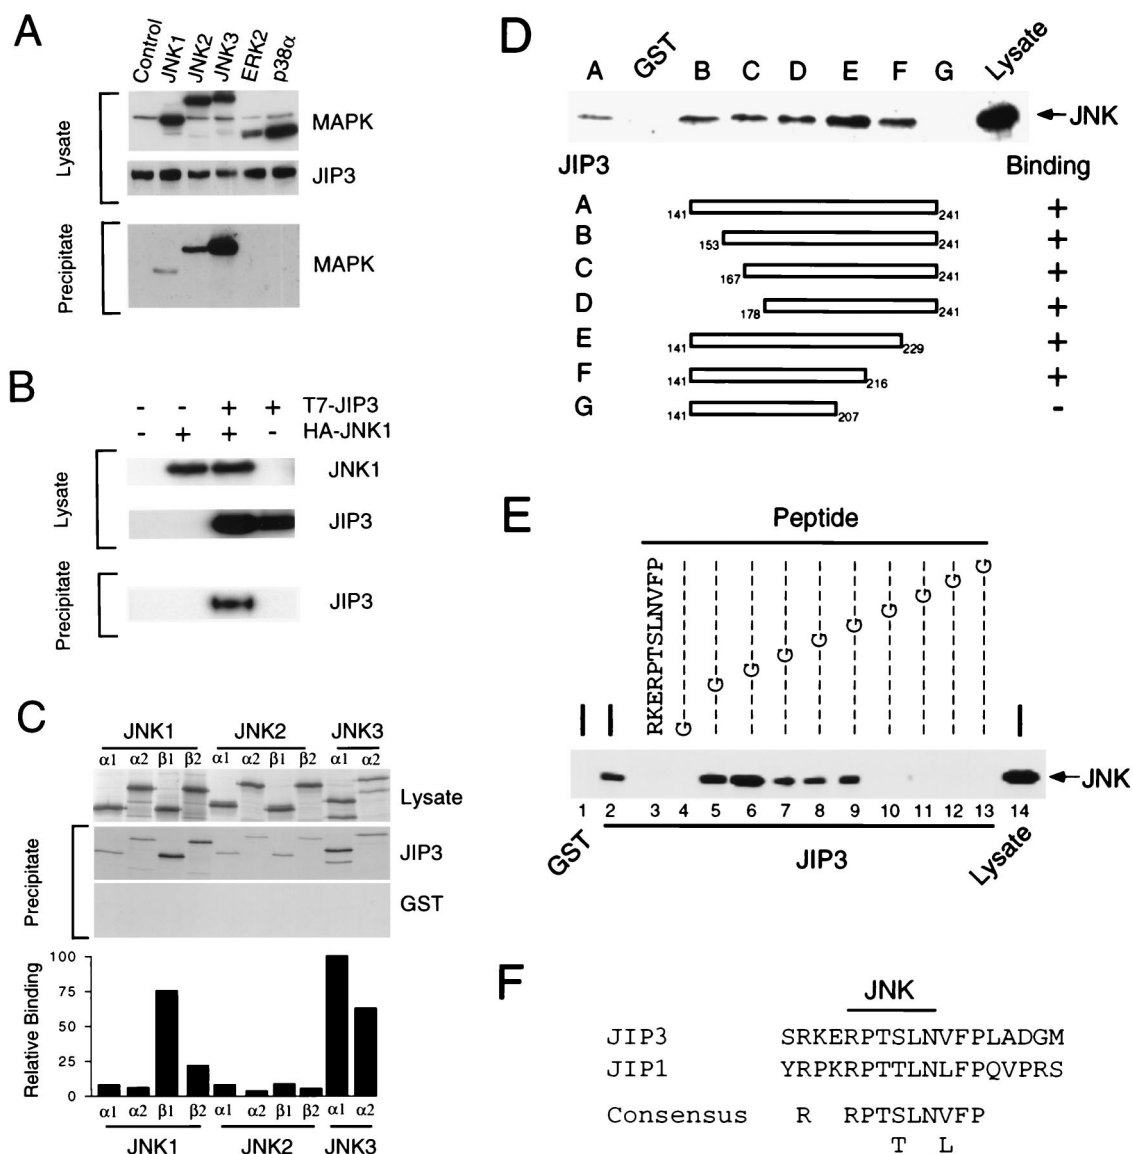 A
Control JNK1 JNK2 JNK3 ERK2 p38α
Lysate
MAPK
JIP3
Precipitate
MAPK
B
- - + + T7-JIP3
- + + - HA-JNK1
Lysate
JNK1
JIP3
Precipitate
JIP3
C
JNK1 JNK2 JNK3
α1 α2 β1 β2 α1 α2 β1 β2 α1 α2
Lysate
Precipitate
JIP3
GST
Relative Binding
100
75
50
25
0
α1 α2 β1 β2 α1 α2 β1 β2 α1 α2
JNK1 JNK2 JNK3
D
A GST B C D E F G Lysate
JNK
JIP3 Binding
A 141 241 +
B 153 241 +
C 167 241 +
D 178 241 +
E 141 229 +
F 141 216 +
G 141 207 -
E
Peptide
RKERPTSLNVFP
G G G G G G G G G G
JNK
1 2 3 4 5 6 7 8 9 10 11 12 13 14
GST JIP3 Lysate
F
JNK
JIP3 SRKERPTSLNVFPLADGM
JIP1 YRPKRPTTLNLFPQVPRS
Consensus R RPTSLNVFP
T L